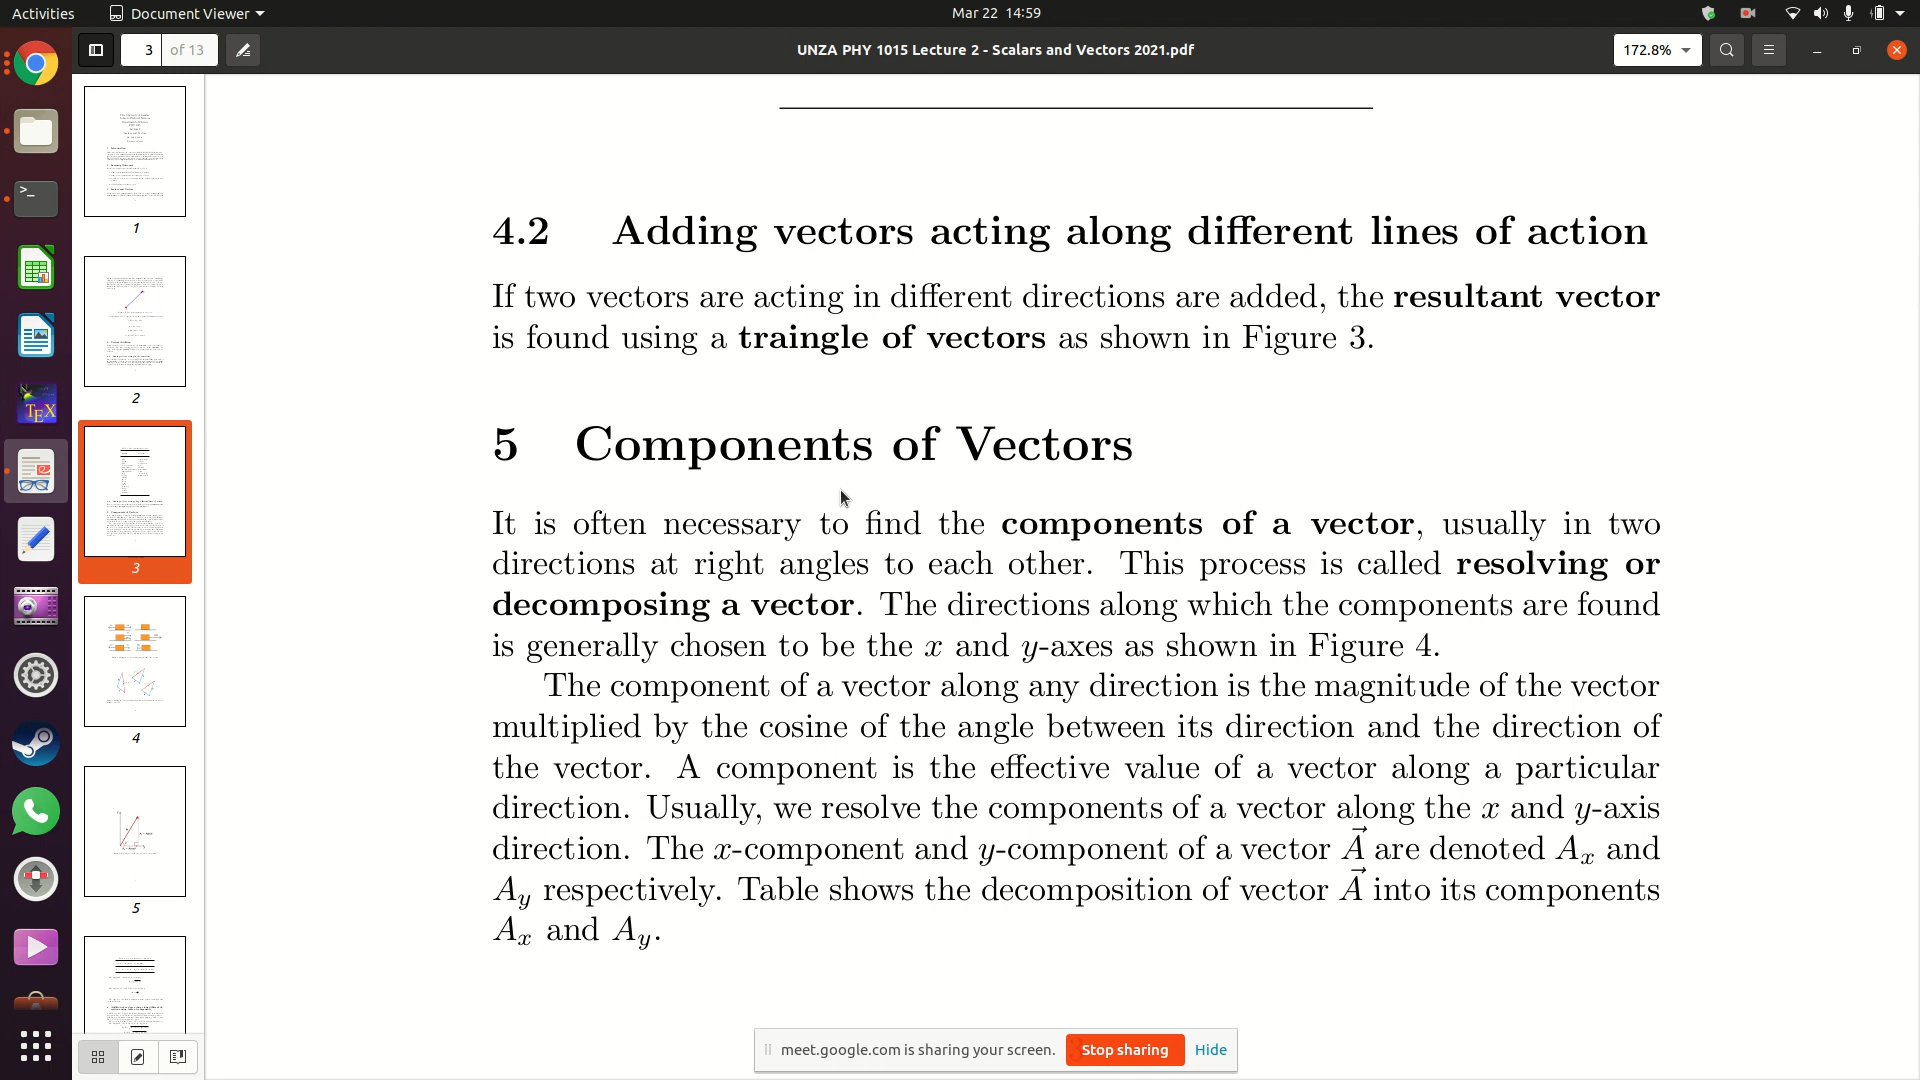 Activities
Document Viewer
Mar 22 14:59
3 of 13
UNZA PHY 1015 Lecture 2 - Scalars and Vectors 2021.pdf
172.8%
1
2
3
4
5
4.2 Adding vectors acting along different lines of action
If two vectors are acting in different directions are added, the resultant vector
is found using a traingle of vectors as shown in Figure 3.
5 Components of Vectors
It is often necessary to find the components of a vector, usually in two
directions at right angles to each other. This process is called resolving or
decomposing a vector. The directions along which the components are found
is generally chosen to be the x and y-axes as shown in Figure 4.
The component of a vector along any direction is the magnitude of the vector
multiplied by the cosine of the angle between its direction and the direction of
the vector. A component is the effective value of a vector along a particular
direction. Usually, we resolve the components of a vector along the x and y-axis
direction. The x-component and y-component of a vector A⃗ are denoted Aₓ and
A_y respectively. Table shows the decomposition of vector A⃗ into its components
Aₓ and A_y.
meet.google.com is sharing your screen.
Stop sharing
Hide